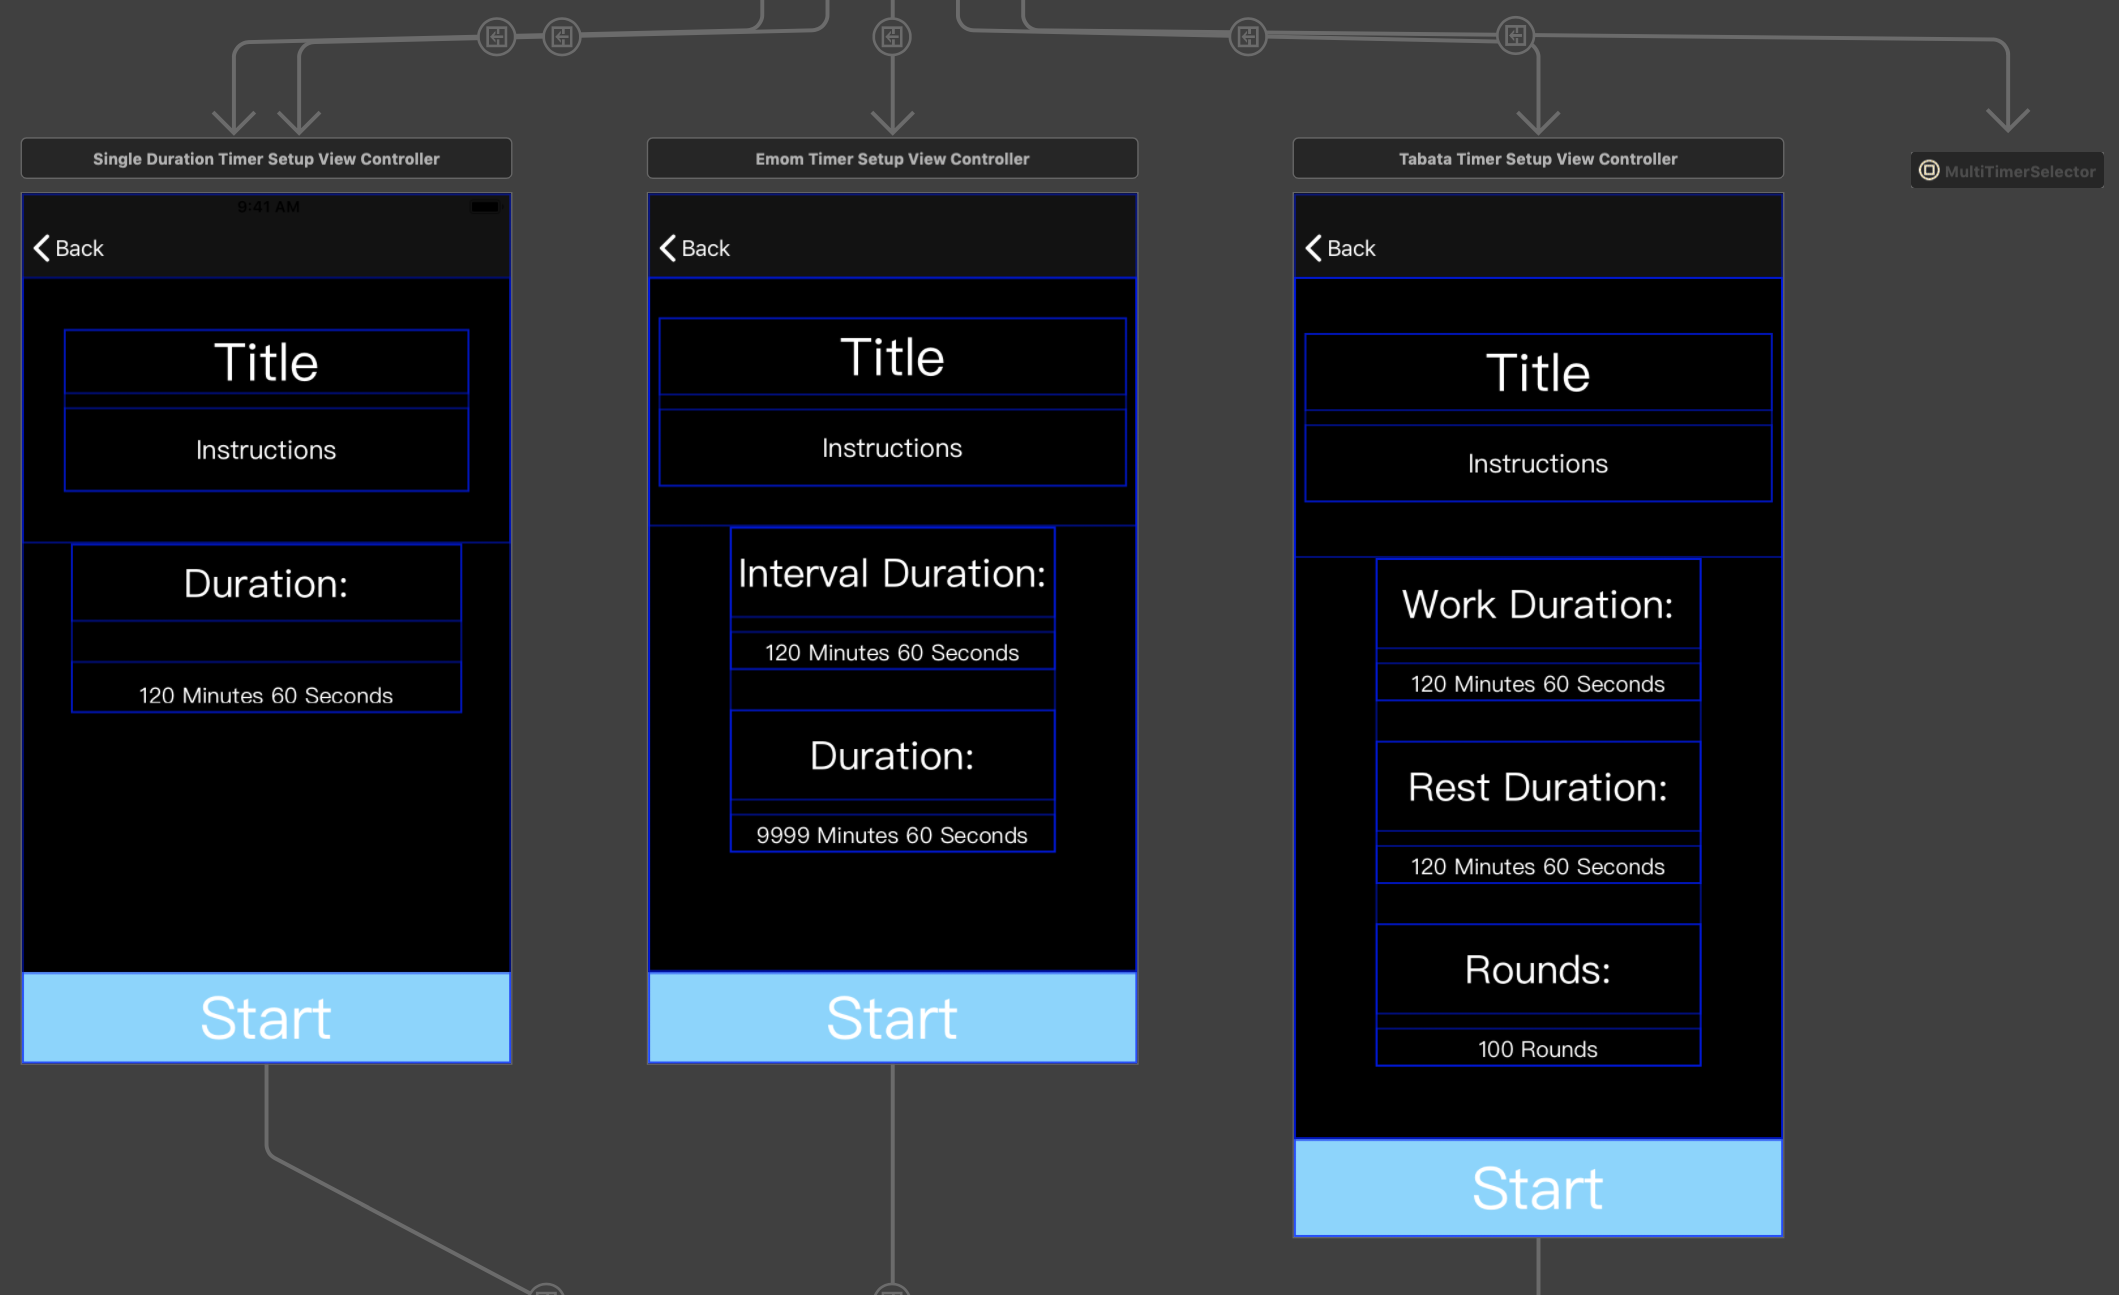 Single Duration Timer Setup View Controller
9:41 AM
Back
Title
Instructions
Duration:
120 Minutes 60 Seconds
Start
Emom Timer Setup View Controller
Back
Title
Instructions
Interval Duration:
120 Minutes 60 Seconds
Duration:
9999 Minutes 60 Seconds
Start
Tabata Timer Setup View Controller
Back
Title
Instructions
Work Duration:
120 Minutes 60 Seconds
Rest Duration:
120 Minutes 60 Seconds
Rounds:
100 Rounds
Start
MultiTimerSelector